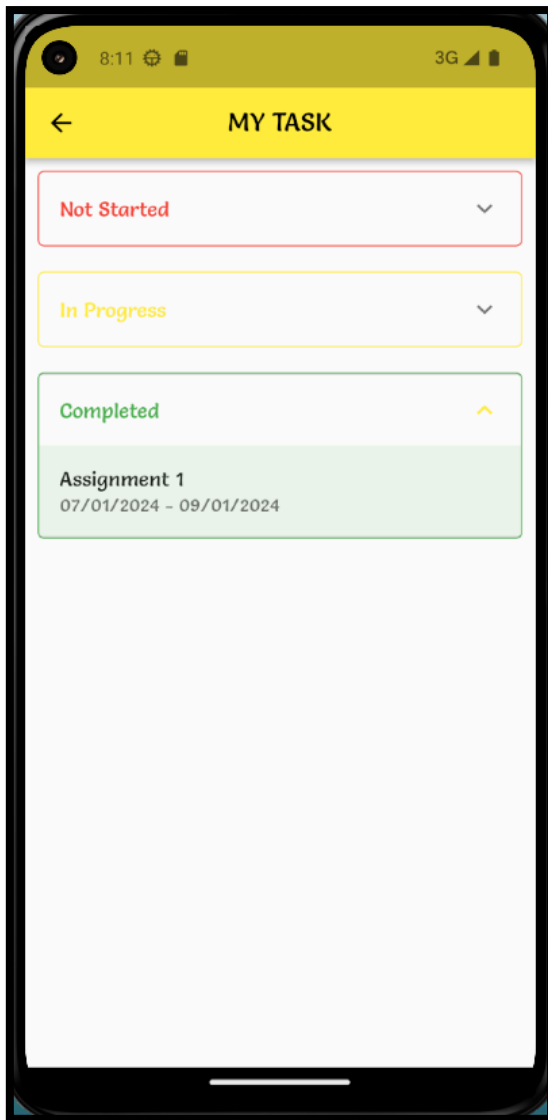 8:11
3G
MY TASK
Not Started
In Progress
Completed
Assignment 1
07/01/2024 - 09/01/2024